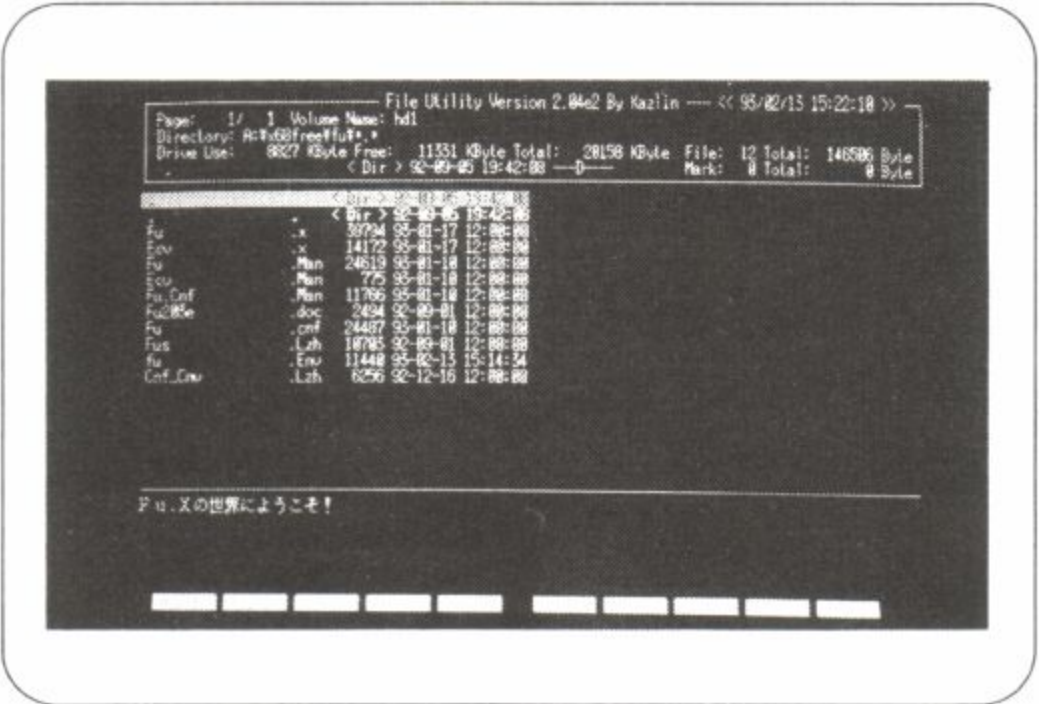 File Utility Version 2.04e2 By Kazlin << 93/02/13 15:22:10 >>
Page: 1/ 1 Volume Name: hd1
Directory: A:¥x68free¥fu¥*.*
Drive Use: 8827 KByte Free: 11331 KByte Total: 20158 KByte File: 12 Total: 146506 Byte
. < Dir > 92-09-05 19:42:08 ---D---- Mark: 0 Total: 0 Byte
.. < Dir > 92-09-05 19:42:08
Fu .x 12:00:00
Ecv .x 14172 93-01-17 12:00:00
Fu .Man 24619 93-01-10 12:00:00
Ecv .Man 775 93-01-10 12:00:00
Fu_Cnf .Man 11766 93-01-10 12:00:00
Fu205e .doc 2494 92-09-01 12:00:00
Fu .cnf 24487 93-01-10 12:00:00
Fus .Lzh 10703 92-09-01 12:00:00
fu .Env 11440 93-02-13 15:14:34
Cnf_Cnv .Lzh 6256 92-12-16 12:00:00
Ｆｕ．Ｘの世界にようこそ！